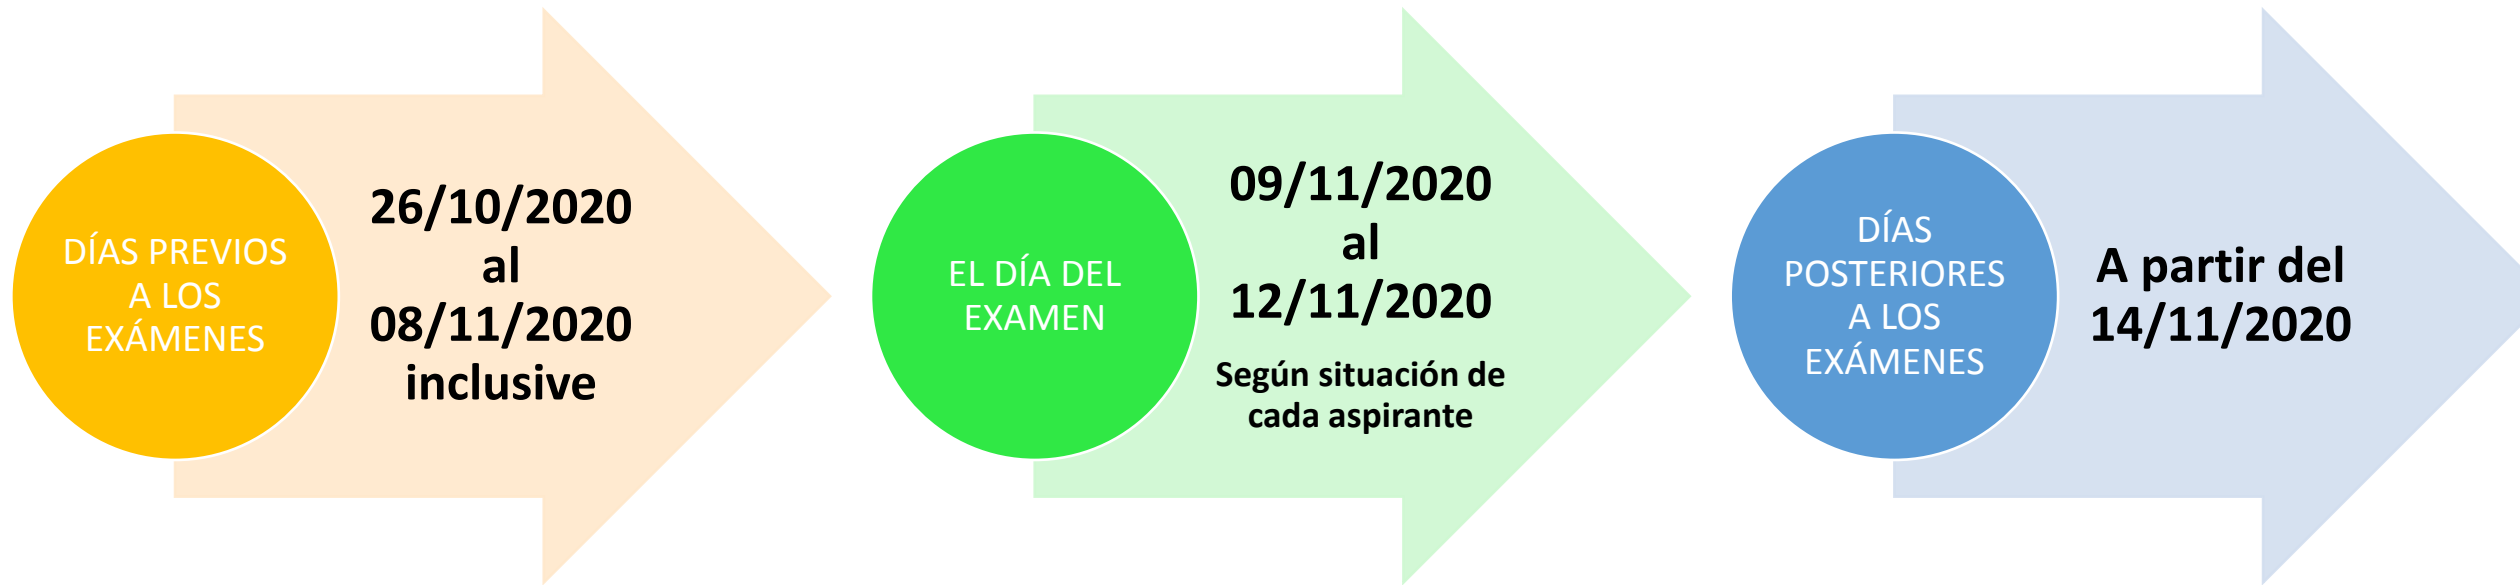 DÍAS PREVIOS
A LOS
EXÁMENES
26/10/2020
al
08/11/2020
inclusive
EL DÍA DEL
EXAMEN
09/11/2020
al
12/11/2020
Según situación de
cada aspirante
DÍAS
POSTERIORES
A LOS
EXÁMENES
A partir del
14/11/2020